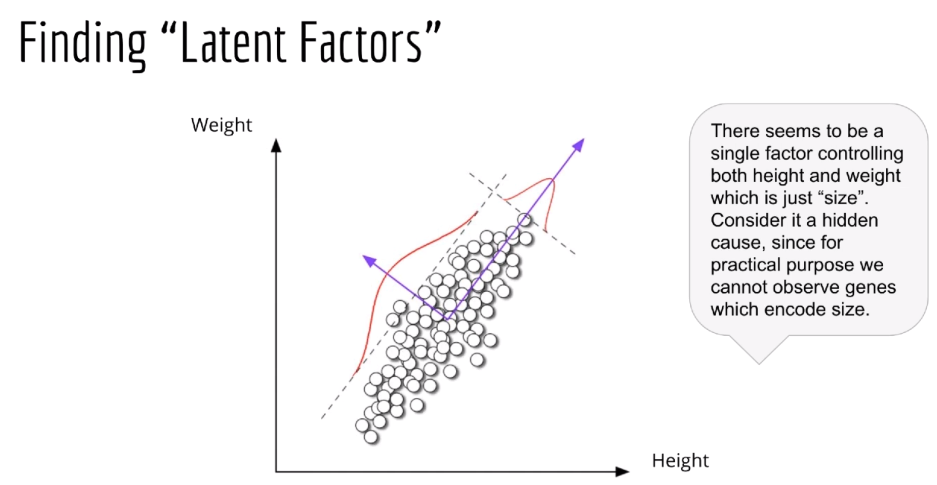 Finding “Latent Factors”
Weight
There seems to be a
single factor controlling
both height and weight
which is just “size”.
Consider it a hidden
cause, since for
practical purpose we
cannot observe genes
which encode size.
Height